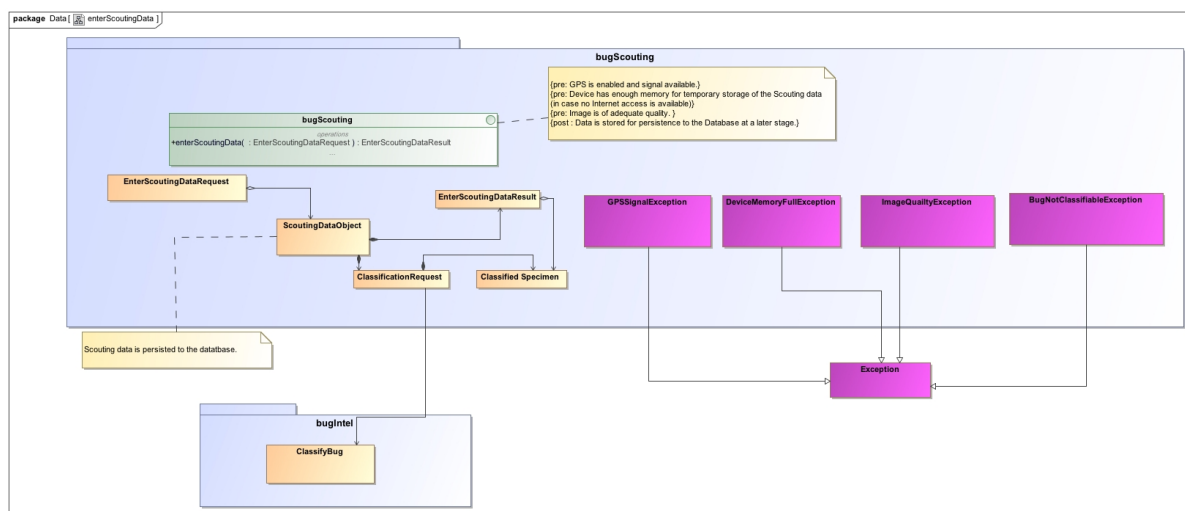 package Data [ enterScoutingData ]
bugScouting
{pre: GPS is enabled and signal available.}
{pre: Device has enough memory for temporary storage of the Scouting data
(in case no Internet access is available)}
{pre: Image is of adequate quality. }
{post : Data is stored for persistence to the Database at a later stage.}
bugScouting
operations
+enterScoutingData( : EnterScoutingDataRequest ) : EnterScoutingDataResult
...
EnterScoutingDataRequest
EnterScoutingDataResult
GPSSignalException
DeviceMemoryFullException
ImageQuailtyException
BugNotClassifiableException
ScoutingDataObject
ClassificationRequest
Classified Specimen
Scouting data is persisted to the datatbase.
Exception
bugIntel
ClassifyBug